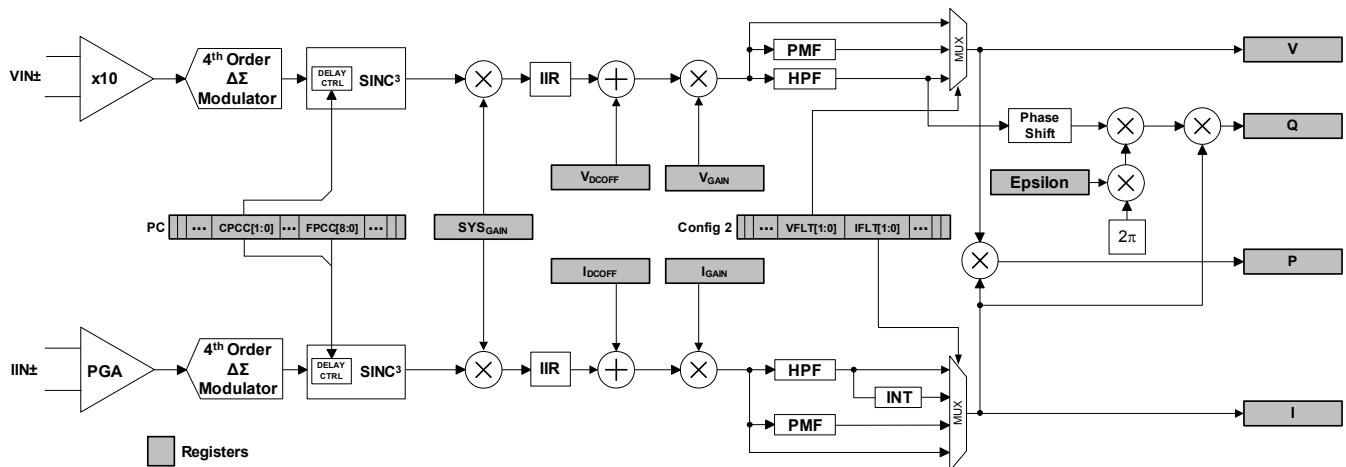 VIN±
x10
4th Order
ΔΣ
Modulator
DELAY
CTRL
SINC3
IIR
PMF
HPF
MUX
V
Phase
Shift
Q
VDCOFF
VGAIN
Epsilon
2π
PC
... CPCC[1:0] ... FPCC[8:0] ...
SYSGAIN
Config 2
... VFLT[1:0] IFLT[1:0] ...
P
IDCOFF
IGAIN
IIN±
PGA
4th Order
ΔΣ
Modulator
DELAY
CTRL
SINC3
IIR
HPF
INT
PMF
MUX
I
Registers